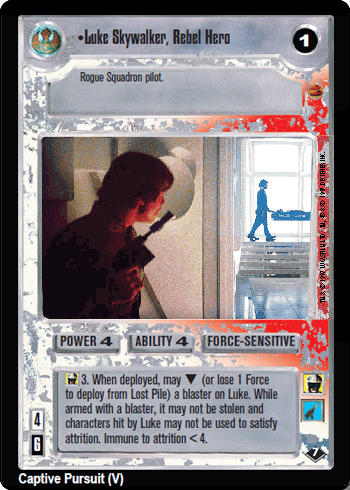 •Luke Skywalker, Rebel Hero
1
Rogue Squadron pilot.
POWER 4
ABILITY 4
FORCE-SENSITIVE
3. When deployed, may ▼ (or lose 1 Force
to deploy from Lost Pile) a blaster on Luke. While
armed with a blaster, it may not be stolen and
characters hit by Luke may not be used to satisfy
attrition. Immune to attrition < 4.
4
6
7
Captive Pursuit (V)